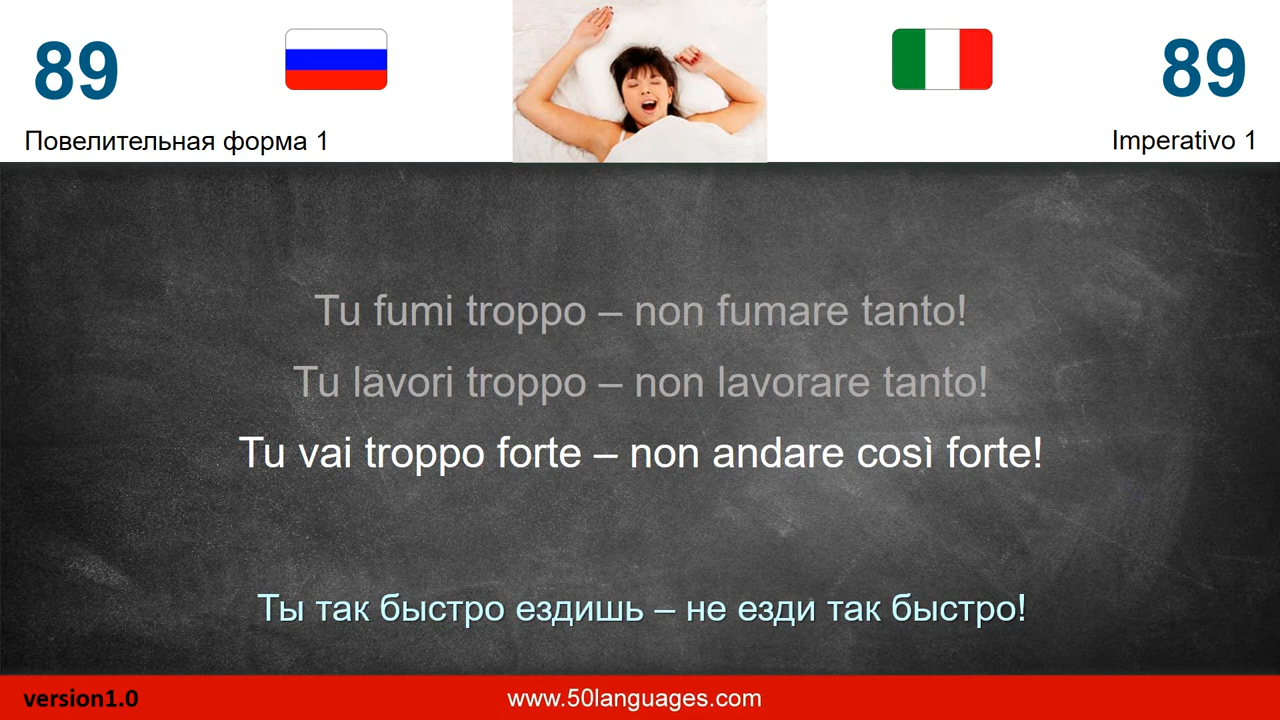 89
89
Повелительная форма 1
Imperativo 1
Tu fumi troppo – non fumare tanto!
Tu lavori troppo – non lavorare tanto!
Tu vai troppo forte – non andare così forte!
Ты так быстро ездишь – не езди так быстро!
version1.0
www.50languages.com